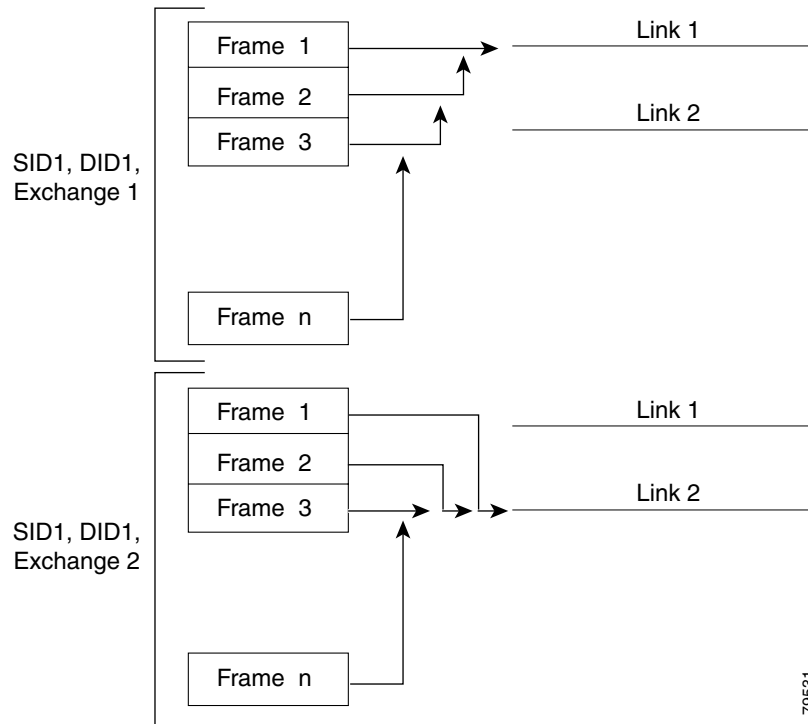 Frame 1
Link 1
Frame 2
Link 2
Frame 3
SID1, DID1,
Exchange 1
Frame n
Frame 1
Link 1
Frame 2
Link 2
Frame 3
SID1, DID1,
Exchange 2
Frame n
79531